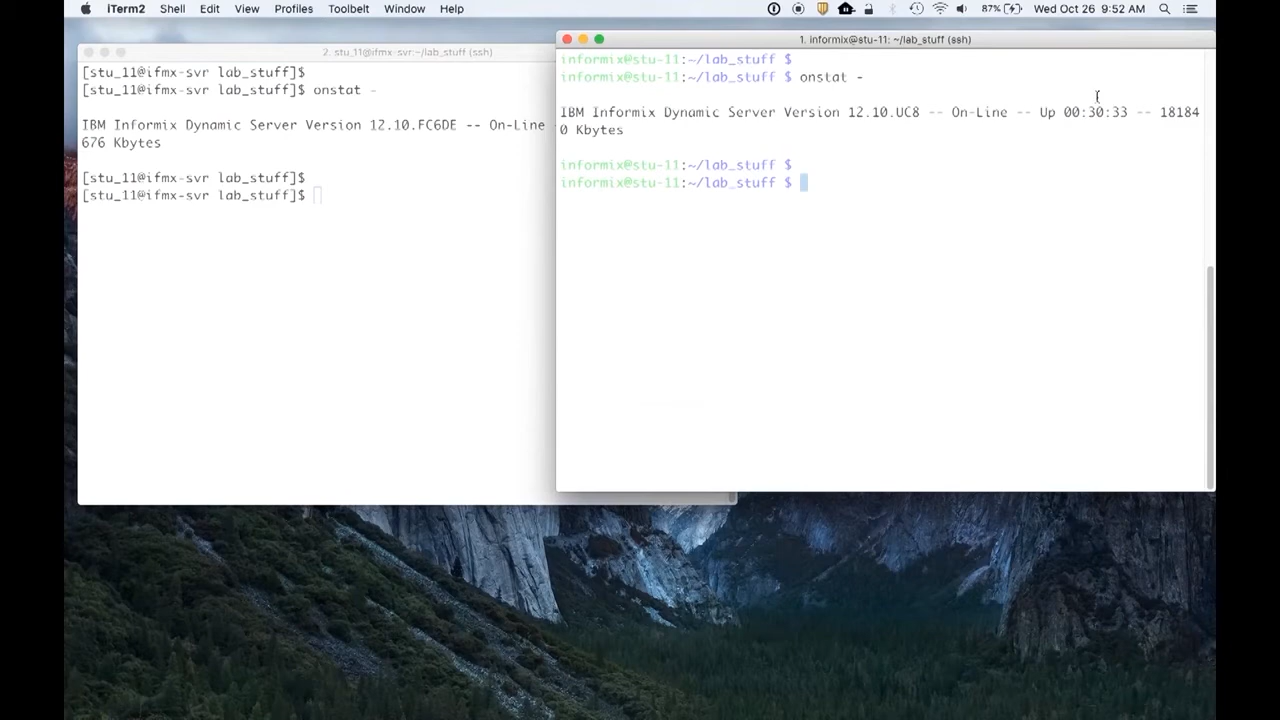 iTerm2 Shell Edit View Profiles Toolbelt Window Help 87% Wed Oct 26 9:52 AM
2. stu_11@ifmx-svr:~/lab_stuff (ssh)
[stu_11@ifmx-svr lab_stuff]$
[stu_11@ifmx-svr lab_stuff]$ onstat -
IBM Informix Dynamic Server Version 12.10.FC6DE -- On-Line
676 Kbytes
[stu_11@ifmx-svr lab_stuff]$
[stu_11@ifmx-svr lab_stuff]$
1. informix@stu-11: ~/lab_stuff (ssh)
informix@stu-11:~/lab_stuff $
informix@stu-11:~/lab_stuff $ onstat -
IBM Informix Dynamic Server Version 12.10.UC8 -- On-Line -- Up 00:30:33 -- 18184
0 Kbytes
informix@stu-11:~/lab_stuff $
informix@stu-11:~/lab_stuff $